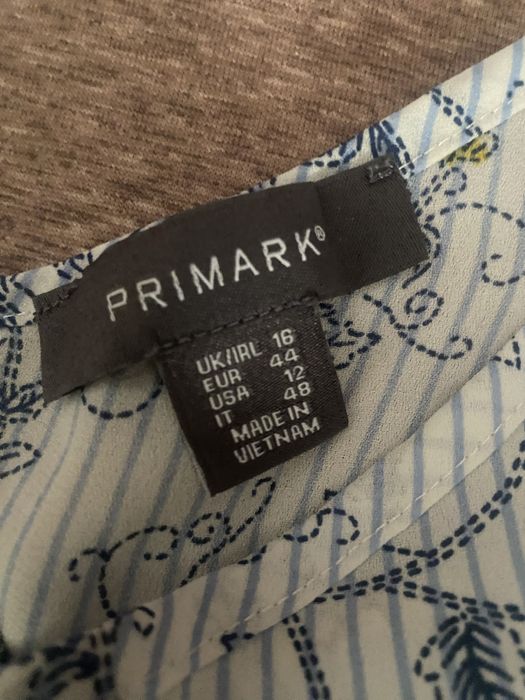 PRIMARK®
UK/IRL 16
EUR 44
USA 12
IT 48
MADE IN
VIETNAM